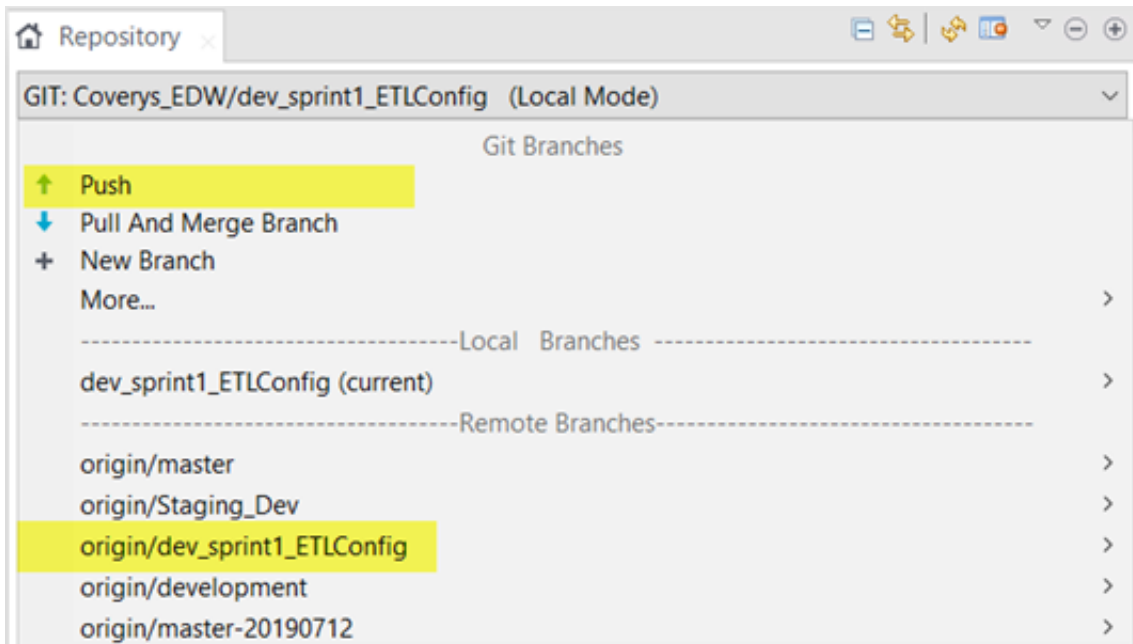 Repository
GIT: Coverys_EDW/dev_sprint1_ETLConfig (Local Mode)
Git Branches
Push
Pull And Merge Branch
New Branch
More...
-------------------------------------Local Branches -------------------------------------
dev_sprint1_ETLConfig (current)
-------------------------------------Remote Branches-------------------------------------
origin/master
origin/Staging_Dev
origin/dev_sprint1_ETLConfig
origin/development
origin/master-20190712